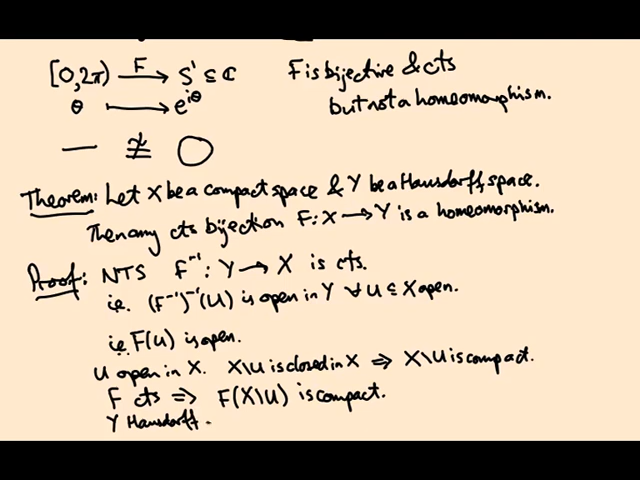 [0,2π) —F→ S¹ ⊆ ℂ F is bijective & cts
θ ↦ e^{iθ} but not a homeomorphism.
— ≇ ○
Theorem: Let X be a compact space & Y be a Hausdorff space.
Then any cts bijection F: X → Y is a homeomorphism.
Proof: NTS F⁻¹: Y → X is cts.
i.e. (F⁻¹)⁻¹(U) is open in Y ∀ U ⊆ X open.
i.e. F(U) is open.
U open in X. X\U is closed in X ⇒ X\U is compact.
F cts ⇒ F(X\U) is compact.
Y Hausdorff.